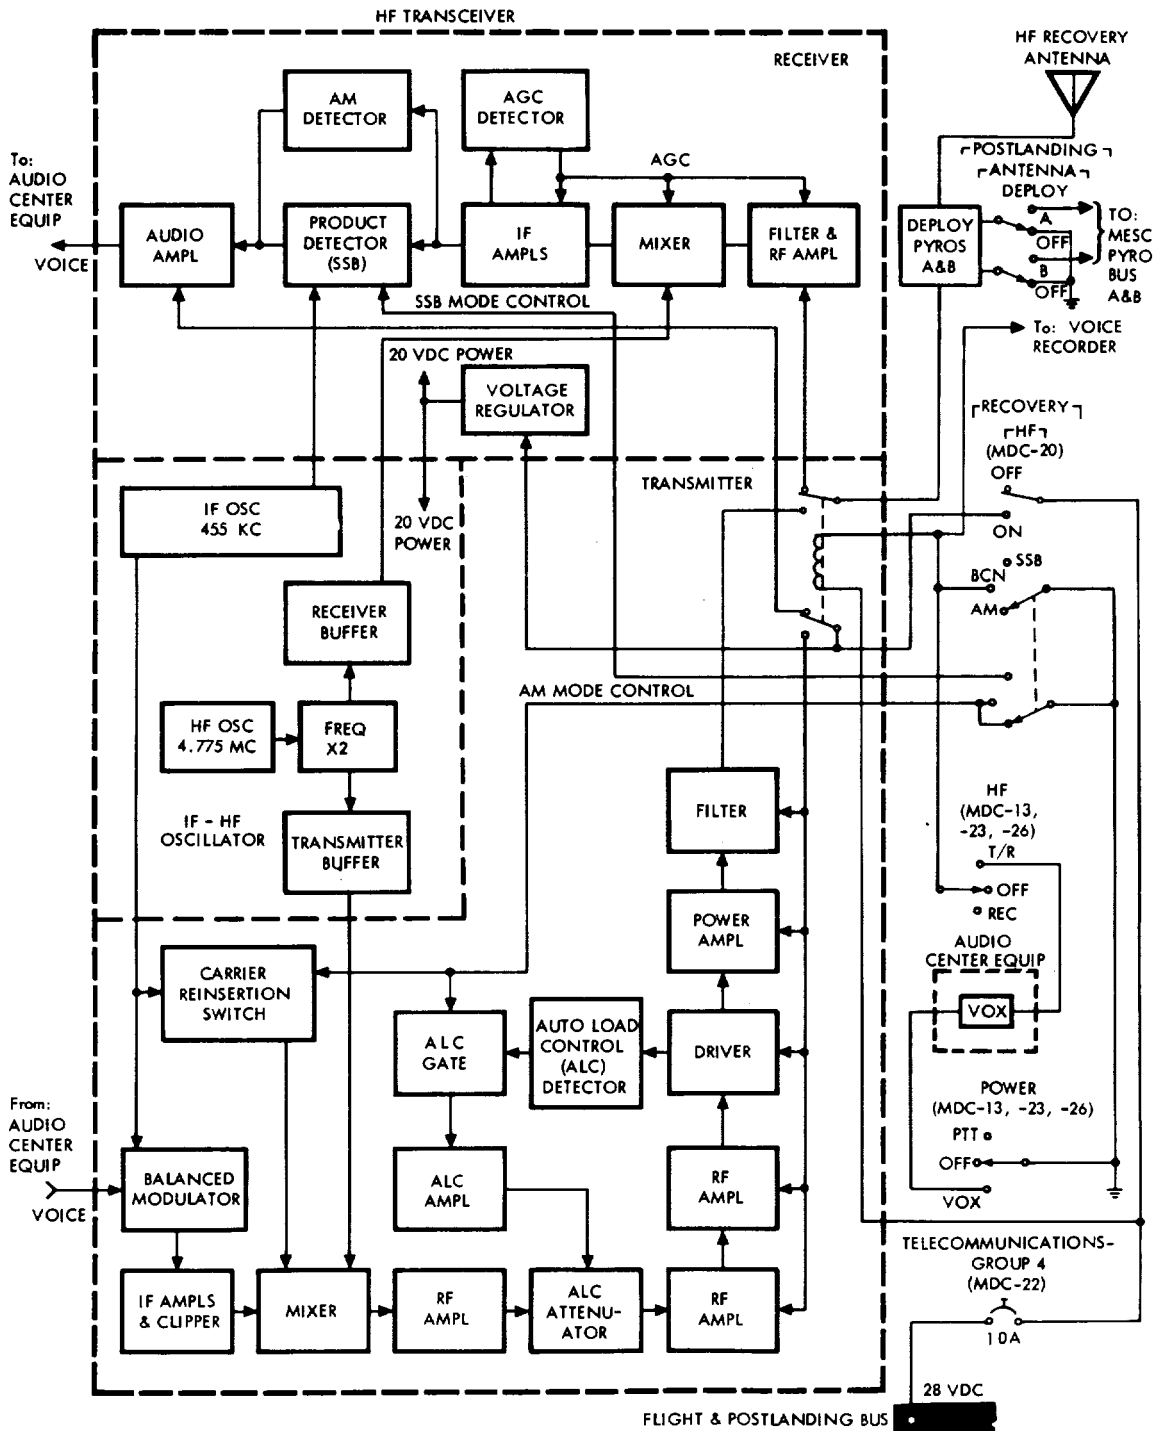 HF TRANSCEIVER
RECEIVER
HF RECOVERY
ANTENNA
AM
DETECTOR
AGC
DETECTOR
AGC
To:
AUDIO
CENTER
EQUIP
VOICE
AUDIO
AMPL
PRODUCT
DETECTOR
(SSB)
IF
AMPLS
MIXER
FILTER &
RF AMPL
POSTLANDING
ANTENNA
DEPLOY
DEPLOY
PYROS
A&B
A
OFF
B
OFF
TO:
MESC
PYRO
BUS
A&B
SSB MODE CONTROL
To: VOICE
RECORDER
20 VDC POWER
VOLTAGE
REGULATOR
RECOVERY
HF
(MDC-20)
OFF
ON
TRANSMITTER
IF OSC
455 KC
20 VDC
POWER
SSB
BCN
AM
RECEIVER
BUFFER
AM MODE CONTROL
HF OSC
4.775 MC
FREQ
X2
IF - HF
OSCILLATOR
TRANSMITTER
BUFFER
FILTER
HF
(MDC-13,
-23, -26)
T/R
OFF
REC
POWER
AMPL
AUDIO
CENTER EQUIP
VOX
CARRIER
REINSERTION
SWITCH
ALC
GATE
AUTO LOAD
CONTROL
(ALC)
DETECTOR
DRIVER
POWER
(MDC-13, -23, -26)
PTT
OFF
VOX
From:
AUDIO
CENTER
EQUIP
VOICE
BALANCED
MODULATOR
ALC
AMPL
RF
AMPL
TELECOMMUNICATIONS-
GROUP 4
(MDC-22)
10A
IF AMPLS
& CLIPPER
MIXER
RF
AMPL
ALC
ATTENU-
ATOR
RF
AMPL
28 VDC
FLIGHT & POSTLANDING BUS